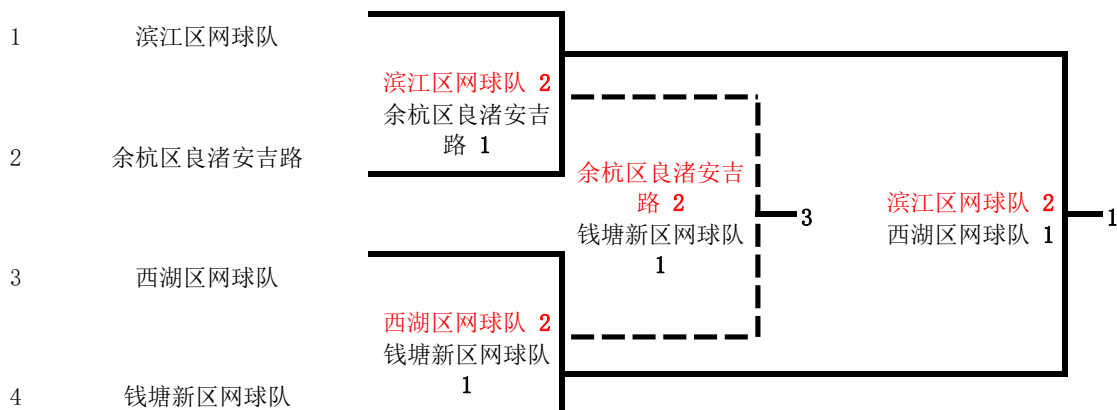 1 滨江区网球队
滨江区网球队 2
余杭区良渚安吉
路 1
2 余杭区良渚安吉路
余杭区良渚安吉
路 2
钱塘新区网球队
1
3
滨江区网球队 2
西湖区网球队 1
1
3 西湖区网球队
西湖区网球队 2
钱塘新区网球队
1
4 钱塘新区网球队